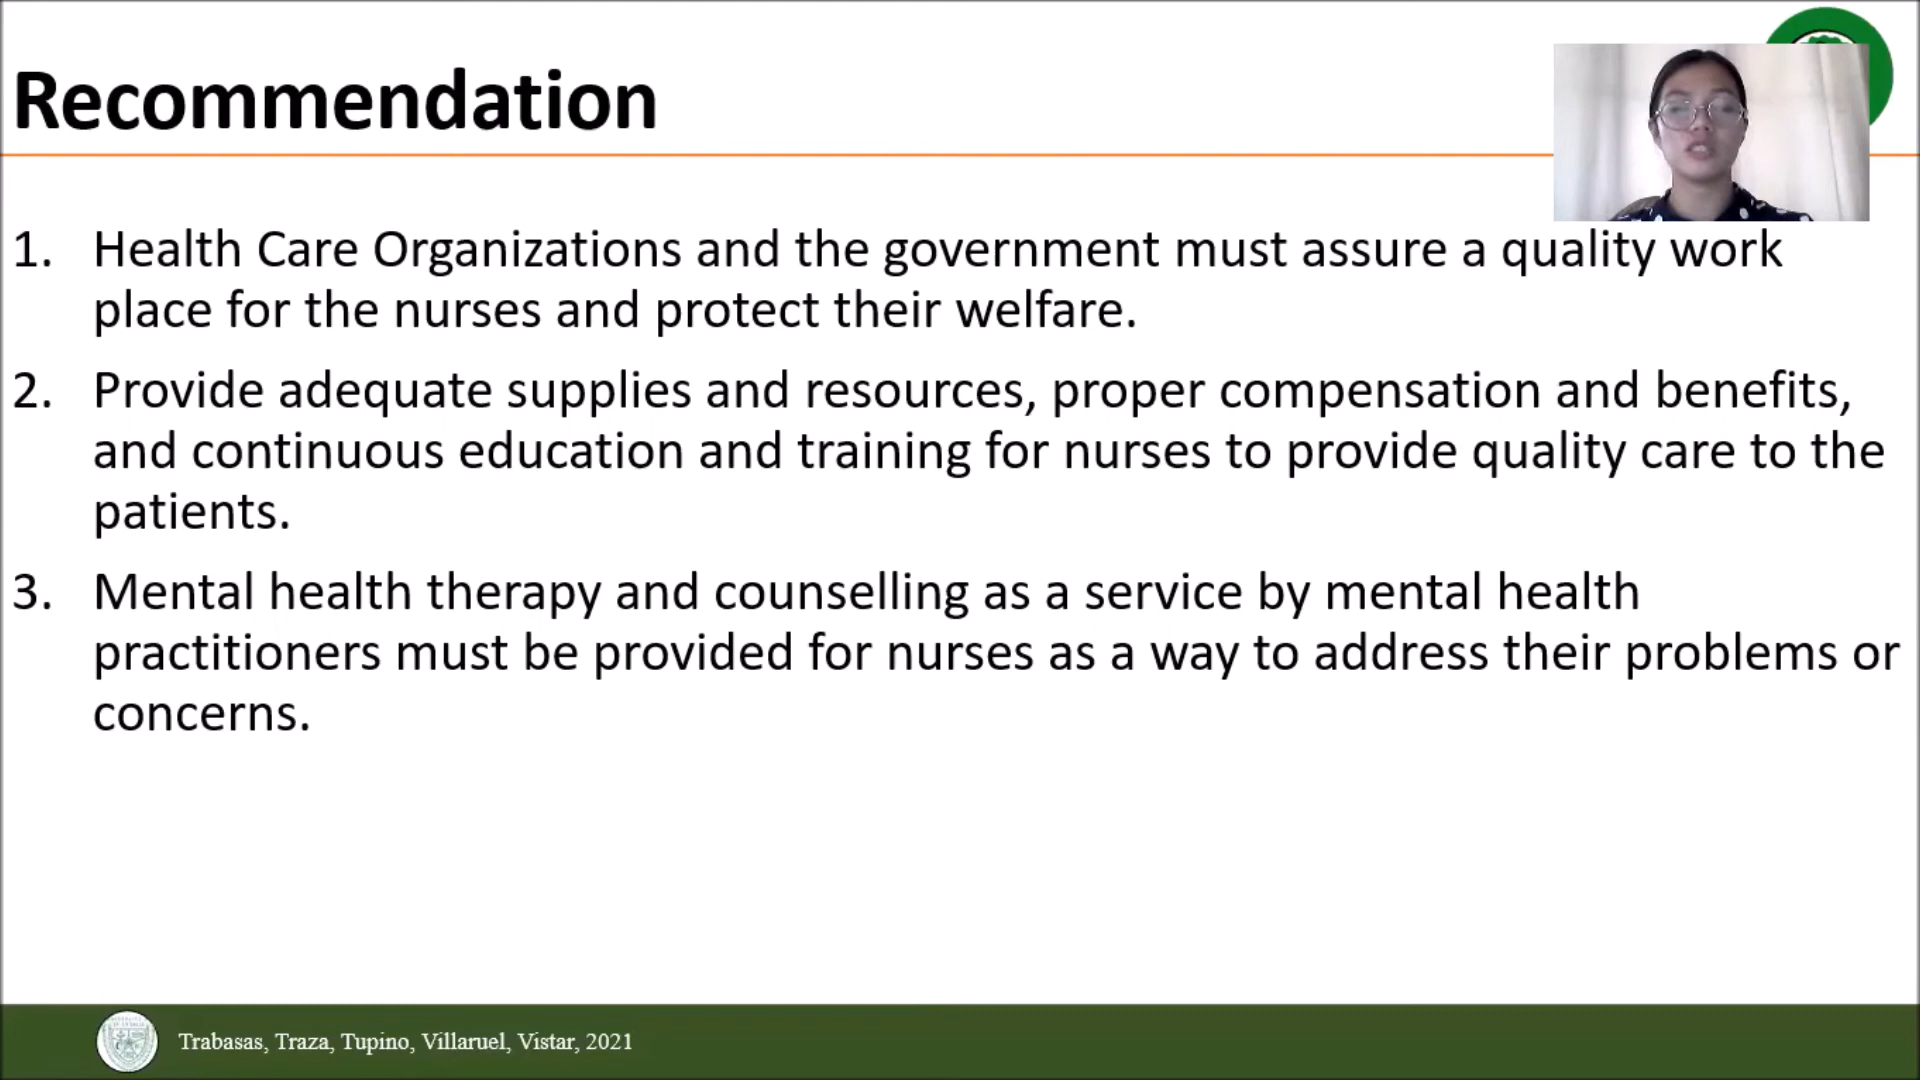 Recommendation
1. Health Care Organizations and the government must assure a quality work
place for the nurses and protect their welfare.
2. Provide adequate supplies and resources, proper compensation and benefits,
and continuous education and training for nurses to provide quality care to the
patients.
3. Mental health therapy and counselling as a service by mental health
practitioners must be provided for nurses as a way to address their problems or
concerns.
Trabasas, Traza, Tupino, Villaruel, Vistar, 2021